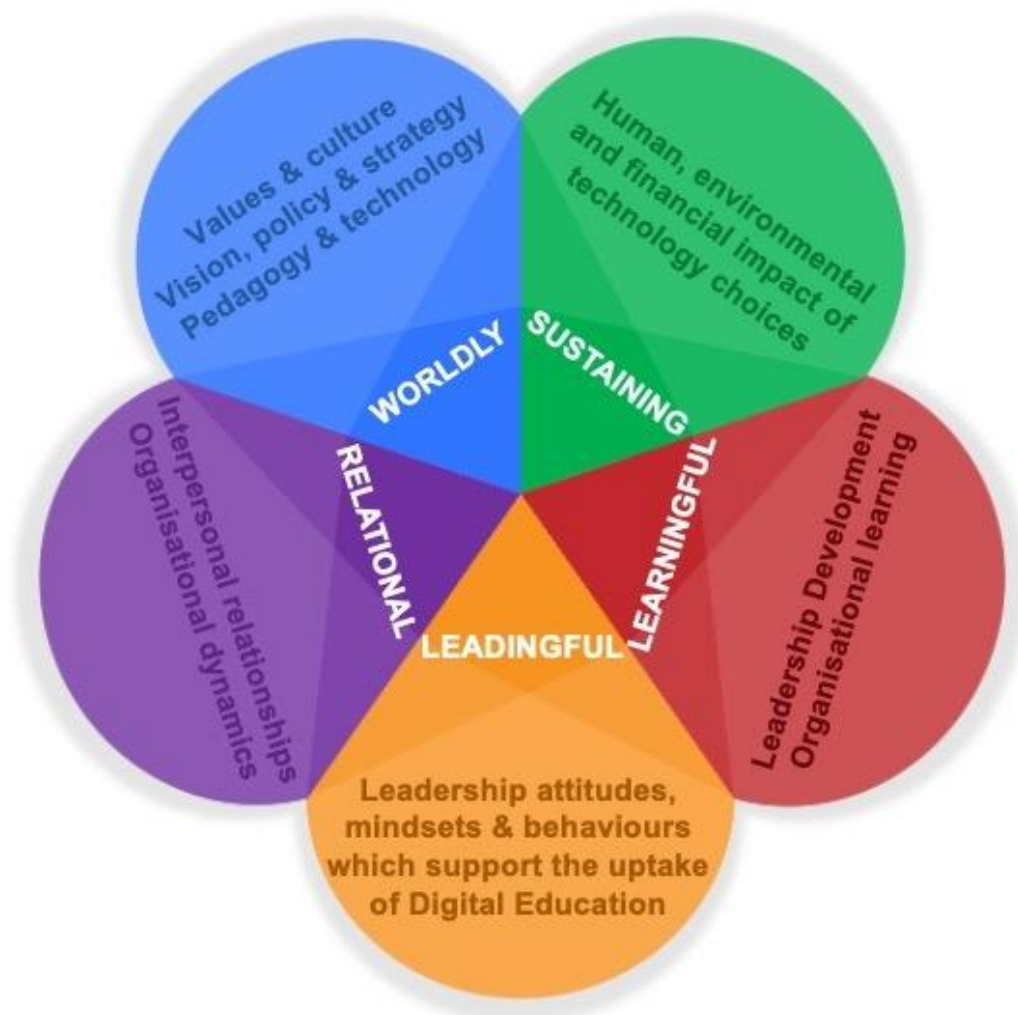 Values & culture
Vision, policy & strategy
Pedagogy & technology
WORLDLY
Human, environmental
and financial impact of
technology choices
SUSTAINING
Leadership Development
Organisational learning
LEARNINGFUL
Leadership attitudes,
mindsets & behaviours
which support the uptake
of Digital Education
LEADINGFUL
Interpersonal relationships
Organisational dynamics
RELATIONAL